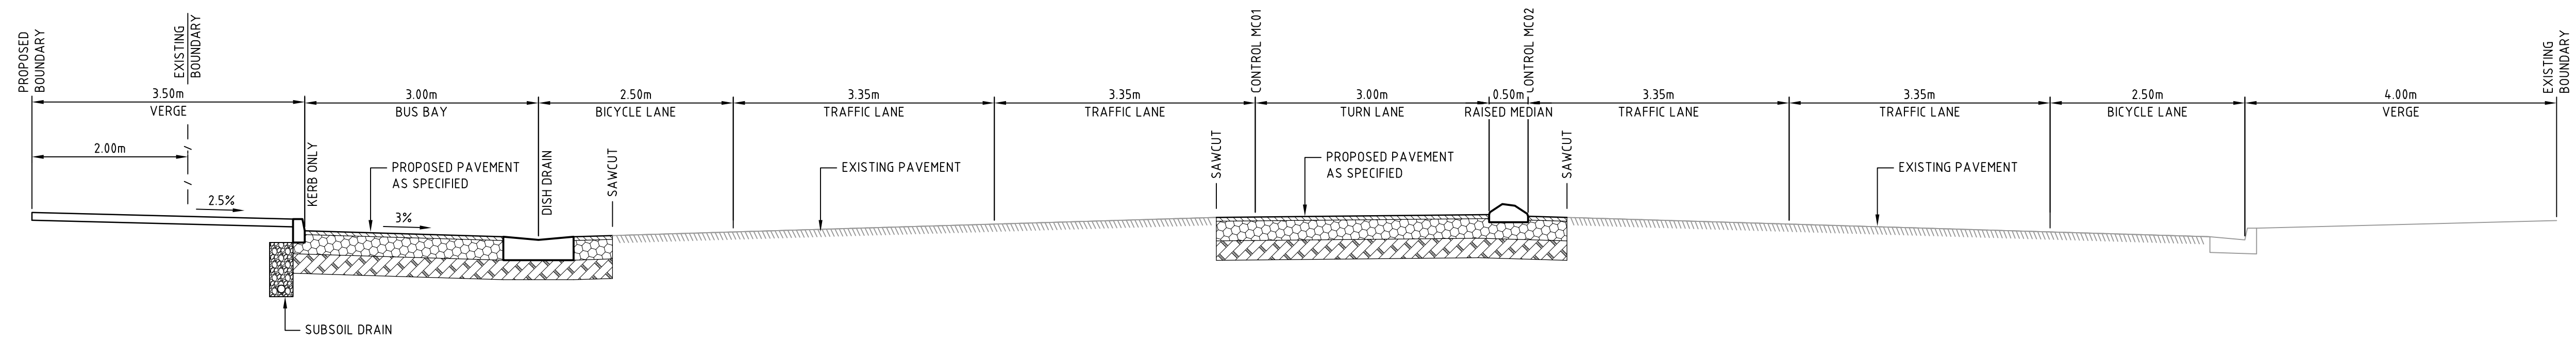 PROPOSED
BOUNDARY
EXISTING
BOUNDARY
CONTROL MC01
CONTROL MC02
EXISTING
BOUNDARY
3.50m
VERGE
3.00m
BUS BAY
2.50m
BICYCLE LANE
3.35m
TRAFFIC LANE
3.35m
TRAFFIC LANE
3.00m
TURN LANE
0.50m
RAISED MEDIAN
3.35m
TRAFFIC LANE
3.35m
TRAFFIC LANE
2.50m
BICYCLE LANE
4.00m
VERGE
2.00m
2.5%
KERB ONLY
PROPOSED PAVEMENT
AS SPECIFIED
3%
DISH DRAIN
SAWCUT
EXISTING PAVEMENT
SAWCUT
PROPOSED PAVEMENT
AS SPECIFIED
SAWCUT
EXISTING PAVEMENT
SUBSOIL DRAIN